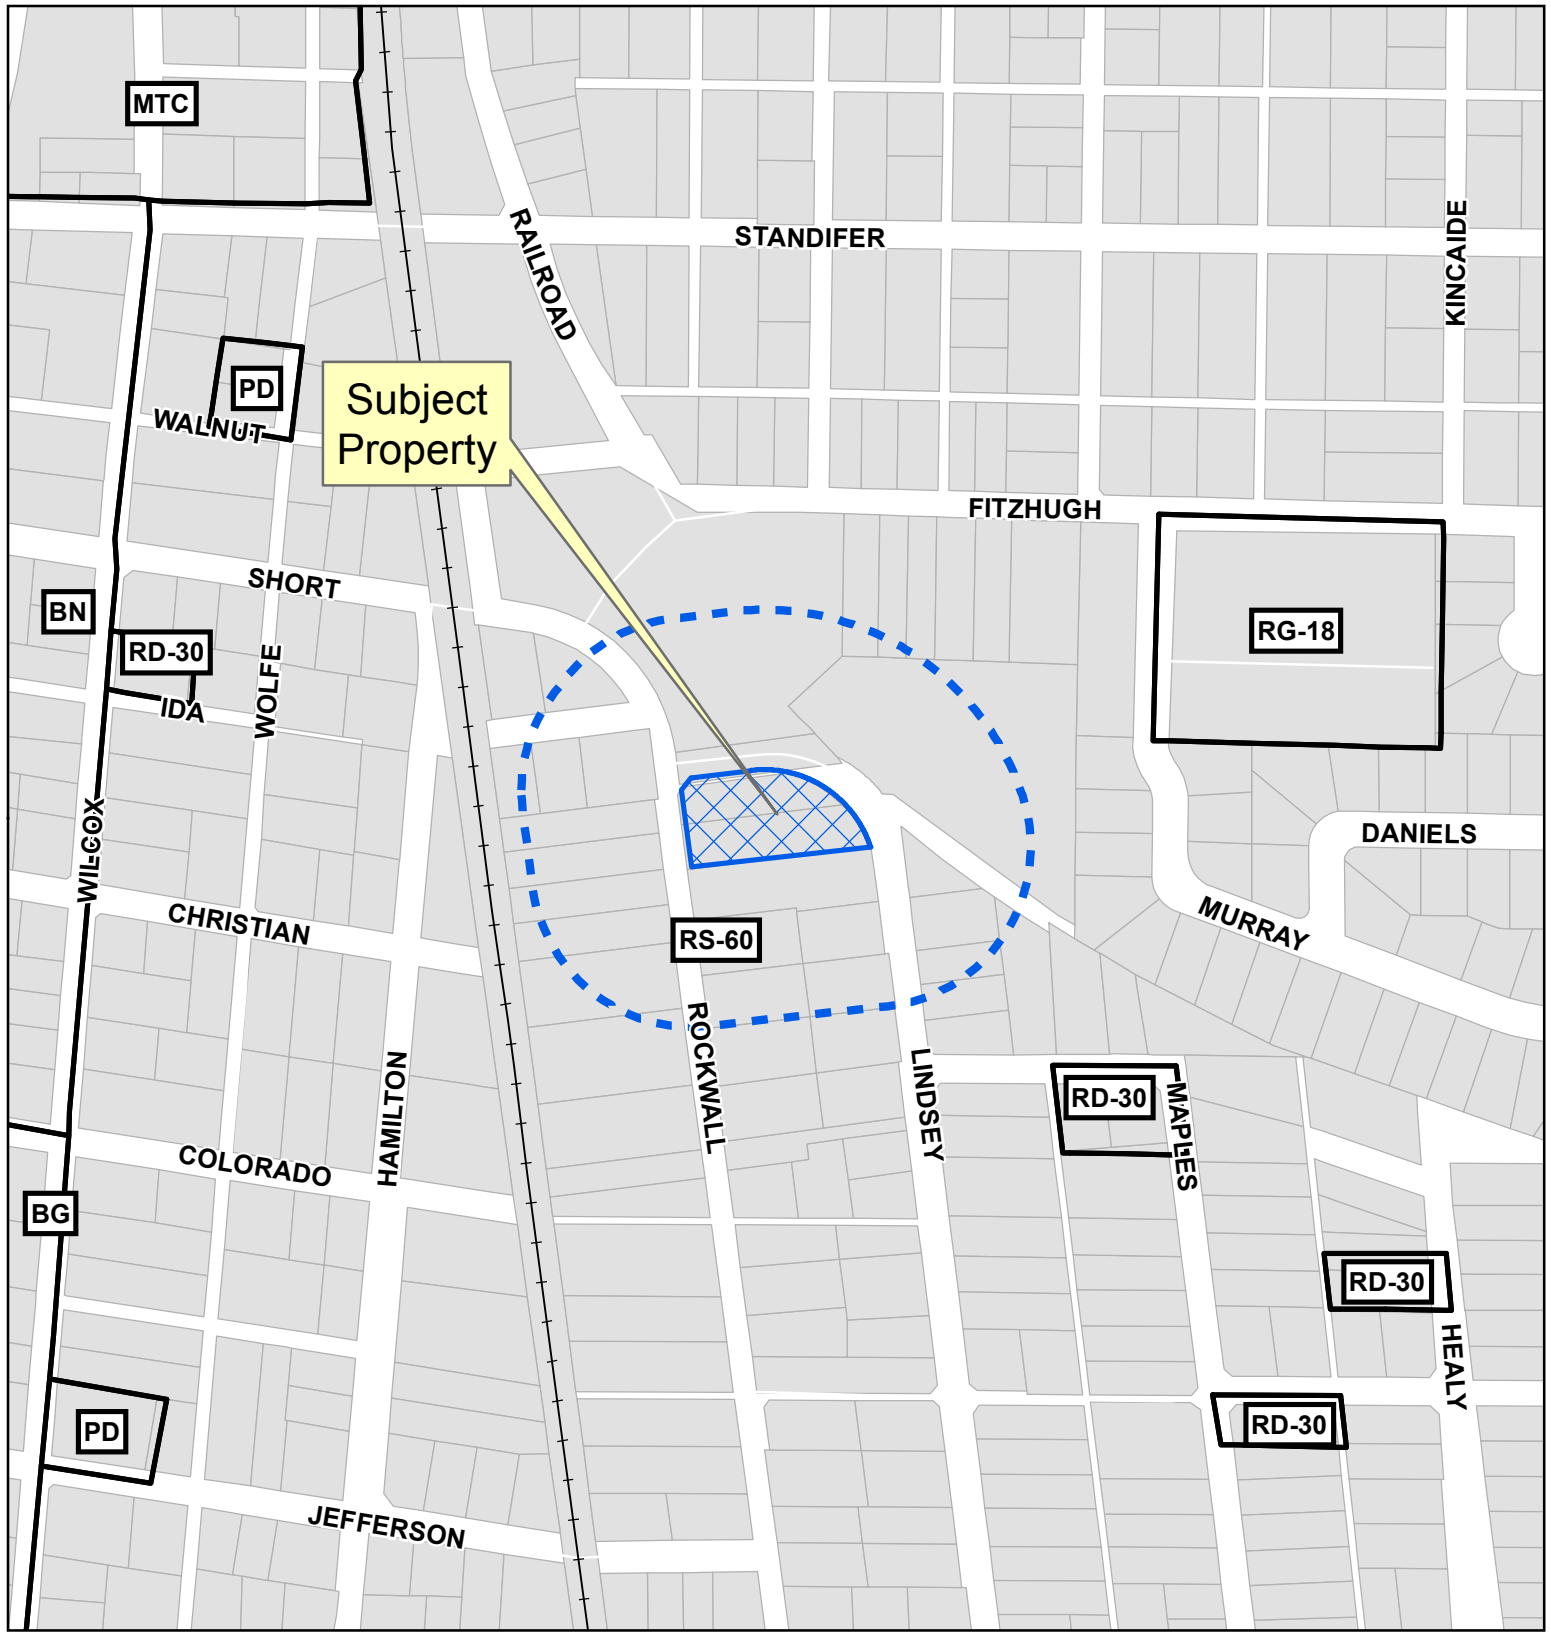 MTC
RAILROAD
STANDIFER
KINCAIDE
PD
WALNUT
Subject
Property
FITZHUGH
SHORT
BN
RD-30
RG-18
IDA
WOLFE
WILCOX
DANIELS
CHRISTIAN
MURRAY
RS-60
ROCKWALL
LINDSEY
HAMILTON
RD-30
MAPLES
COLORADO
BG
RD-30
HEALY
PD
RD-30
JEFFERSON